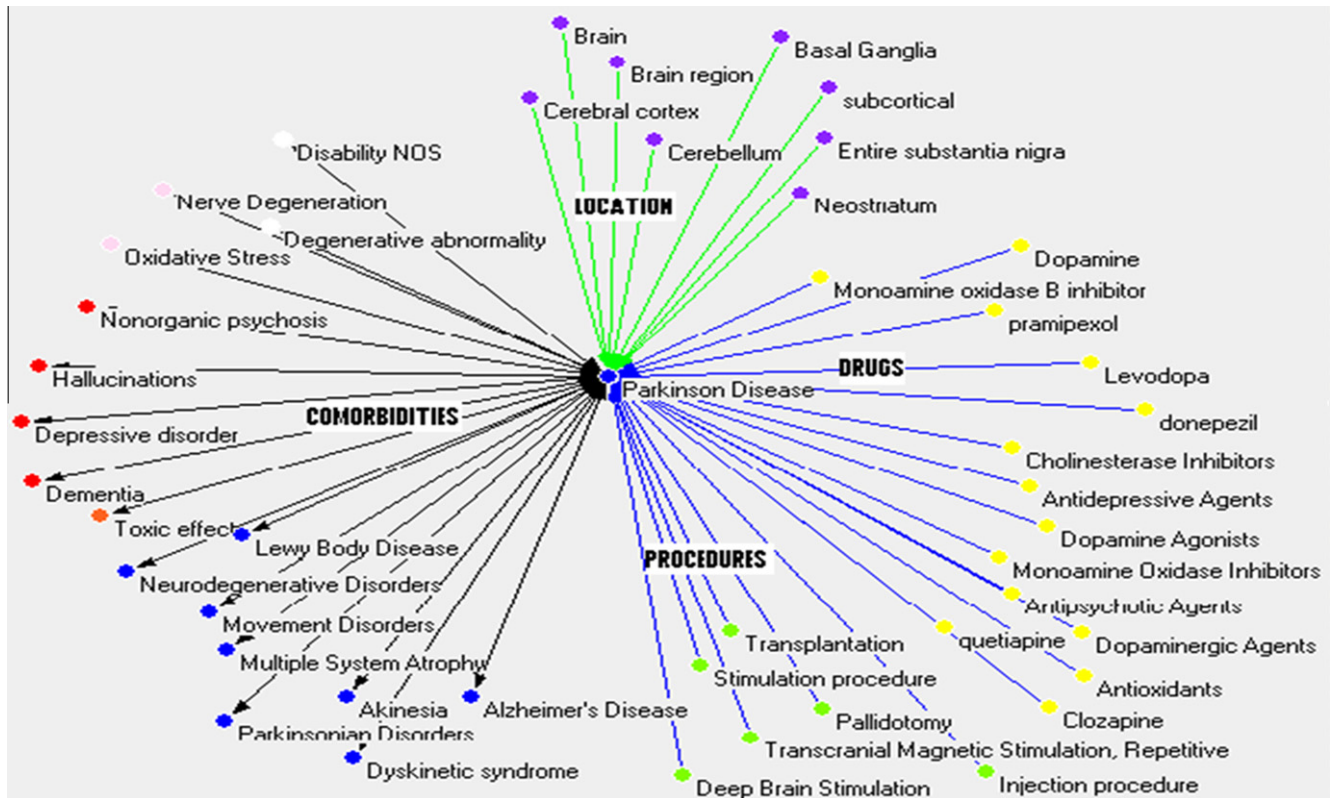 Brain
Basal Ganglia
Brain region
subcortical
Cerebral cortex
Cerebellum
Entire substantia nigra
Disability NOS
Nerve Degeneration
LOCATION
Neostriatum
Degenerative abnormality
Oxidative Stress
Dopamine
Monoamine oxidase B inhibitor
Nonorganic psychosis
pramipexol
Hallucinations
DRUGS
Levodopa
Parkinson Disease
COMORBIDITIES
donepezil
Depressive disorder
Cholinesterase Inhibitors
Dementia
Antidepressive Agents
Toxic effect
Lewy Body Disease
Dopamine Agonists
PROCEDURES
Monoamine Oxidase Inhibitors
Neurodegenerative Disorders
Antipsychotic Agents
Movement Disorders
Transplantation
quetiapine
Dopaminergic Agents
Multiple System Atrophy
Stimulation procedure
Antioxidants
Akinesia
Alzheimer's Disease
Pallidotomy
Clozapine
Parkinsonian Disorders
Transcranial Magnetic Stimulation, Repetitive
Dyskinetic syndrome
Deep Brain Stimulation
Injection procedure